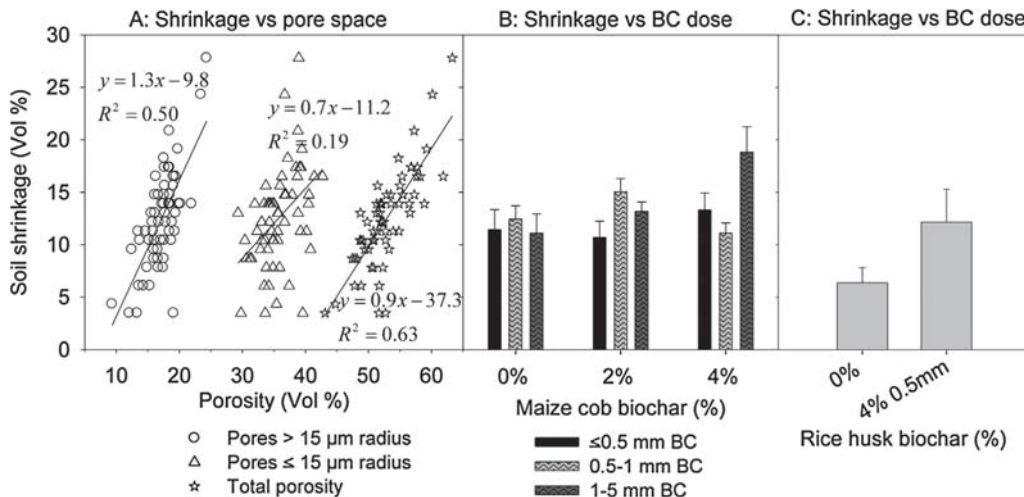 A: Shrinkage vs pore space
B: Shrinkage vs BC dose
C: Shrinkage vs BC dose
Soil shrinkage (Vol %)
30
25
20
15
10
5
0
y = 1.3x − 9.8
R² = 0.50
y = 0.7x − 11.2
R² = 0.19
y = 0.9x − 37.3
R² = 0.63
10 20 30 40 50 60
Porosity (Vol %)
Pores > 15 µm radius
Pores ≤ 15 µm radius
Total porosity
0% 2% 4%
Maize cob biochar (%)
≤0.5 mm BC
0.5-1 mm BC
1-5 mm BC
0%
4% 0.5mm
Rice husk biochar (%)